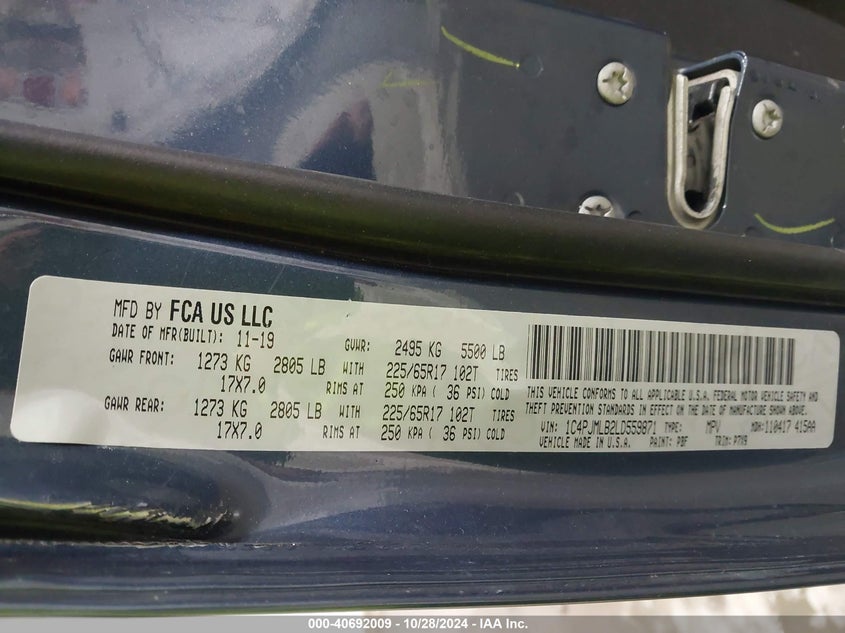 MFD BY FCA US LLC
DATE OF MFR(BUILT): 11-19 GVWR: 2495 KG 5500 LB
GAWR FRONT: 1273 KG 2805 LB WITH 225/65R17 102T TIRES
17X7.0 RIMS AT 250 KPA ( 36 PSI) COLD
GAWR REAR: 1273 KG 2805 LB WITH 225/65R17 102T TIRES
17X7.0 RIMS AT 250 KPA ( 36 PSI) COLD
THIS VEHICLE CONFORMS TO ALL APPLICABLE U.S.A. FEDERAL MOTOR VEHICLE SAFETY AND
THEFT PREVENTION STANDARDS IN EFFECT ON THE DATE OF MANUFACTURE SHOWN ABOVE.
VIN: 1C4PJMLB2LD559871 TYPE: MPV MDH: 110417 415AA
VEHICLE MADE IN U.S.A. PAINT: PBF TRIM: P7X9
000-40692009 - 10/28/2024 - IAA Inc.